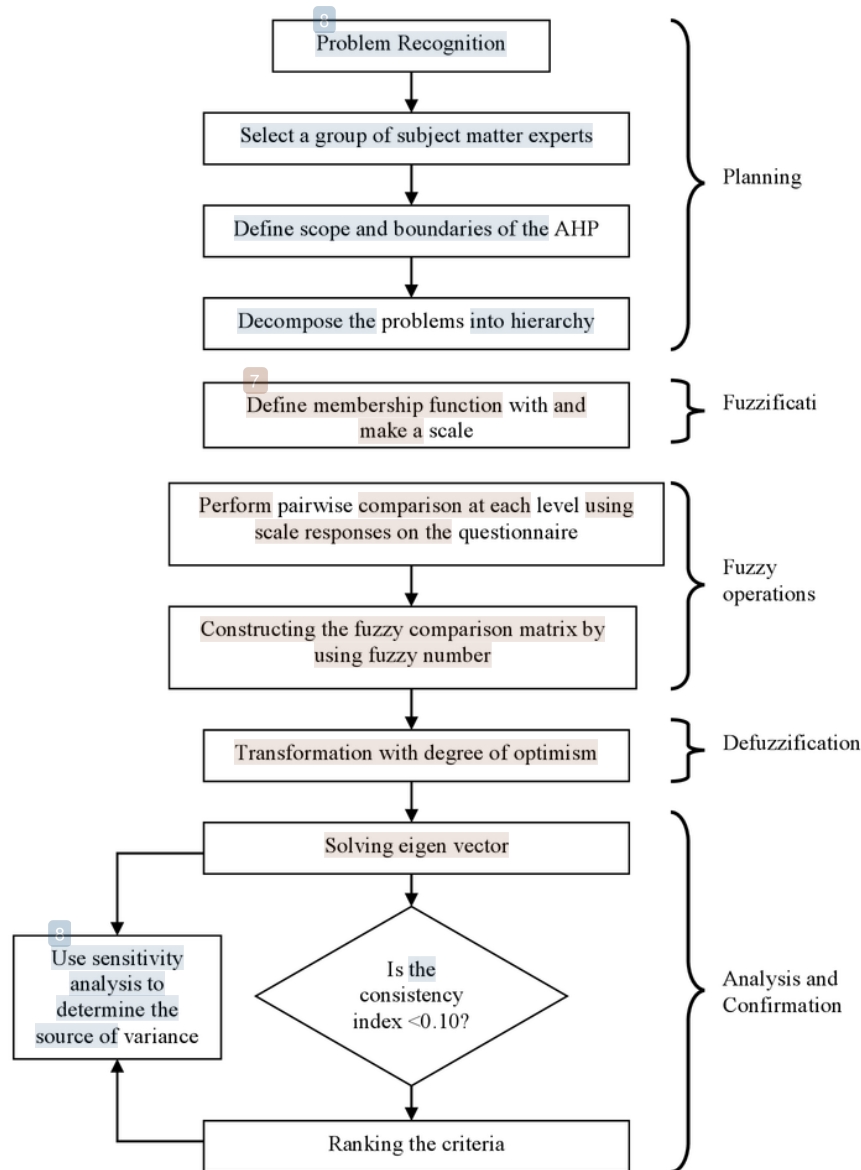 8
Problem Recognition
Select a group of subject matter experts
Define scope and boundaries of the AHP
Decompose the problems into hierarchy
Planning
7
Define membership function with and
make a scale
Fuzzificati
Perform pairwise comparison at each level using
scale responses on the questionnaire
Constructing the fuzzy comparison matrix by
using fuzzy number
Fuzzy
operations
Transformation with degree of optimism
Defuzzification
Solving eigen vector
8
Use sensitivity
analysis to
determine the
source of variance
Is the
consistency
index <0.10?
Ranking the criteria
Analysis and
Confirmation